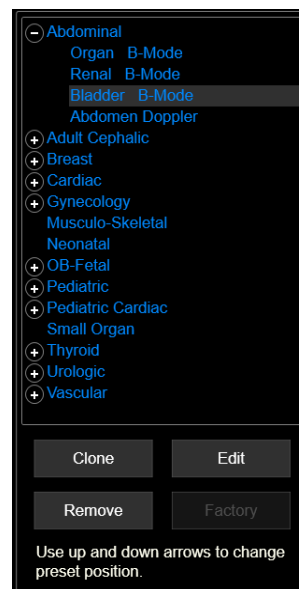 Abdominal
Organ B-Mode
Renal B-Mode
Bladder B-Mode
Abdomen Doppler
Adult Cephalic
Breast
Cardiac
Gynecology
Musculo-Skeletal
Neonatal
OB-Fetal
Pediatric
Pediatric Cardiac
Small Organ
Thyroid
Urologic
Vascular
Clone Edit
Remove Factory
Use up and down arrows to change
preset position.